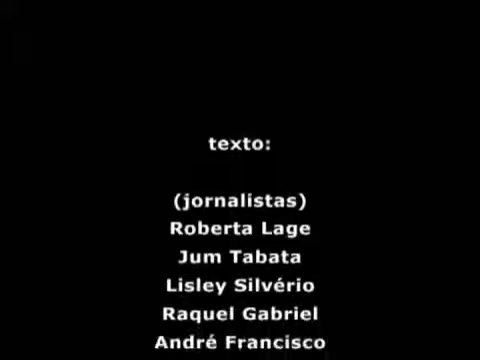 texto:
(jornalistas)
Roberta Lage
Jum Tabata
Lisley Silvério
Raquel Gabriel
André Francisco